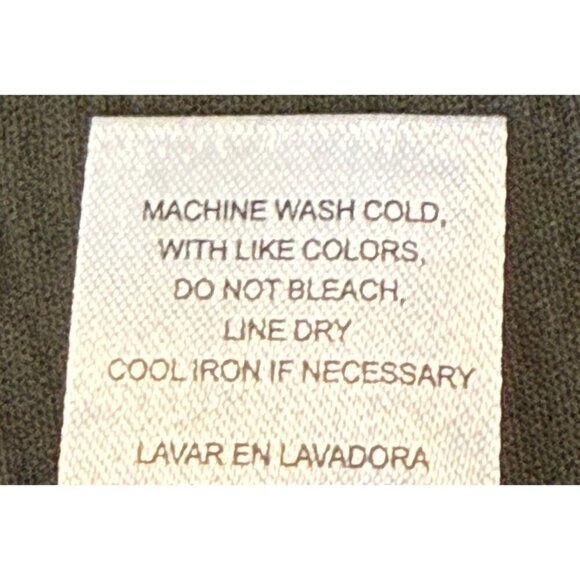 MACHINE WASH COLD,
WITH LIKE COLORS,
DO NOT BLEACH,
LINE DRY
COOL IRON IF NECESSARY
LAVAR EN LAVADORA